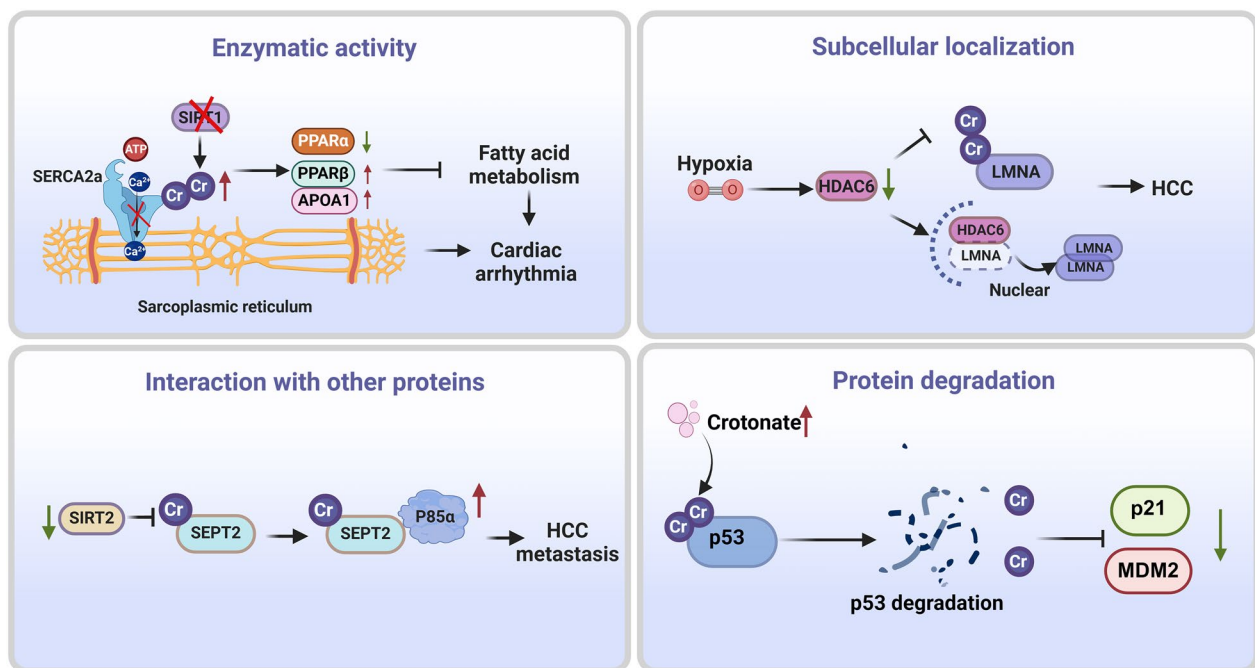 Enzymatic activity
SIRT1
ATP
SERCA2a
Ca2+
Cr
Cr
Ca2+
PPARα
PPARβ
APOA1
Fatty acid
metabolism
Cardiac
arrhythmia
Sarcoplasmic reticulum
Subcellular localization
Hypoxia
O
O
HDAC6
Cr
Cr
LMNA
HCC
HDAC6
LMNA
LMNA
LMNA
Nuclear
Interaction with other proteins
SIRT2
Cr
SEPT2
Cr
SEPT2
P85α
HCC
metastasis
Protein degradation
Crotonate
Cr
Cr
p53
Cr
Cr
p53 degradation
p21
MDM2